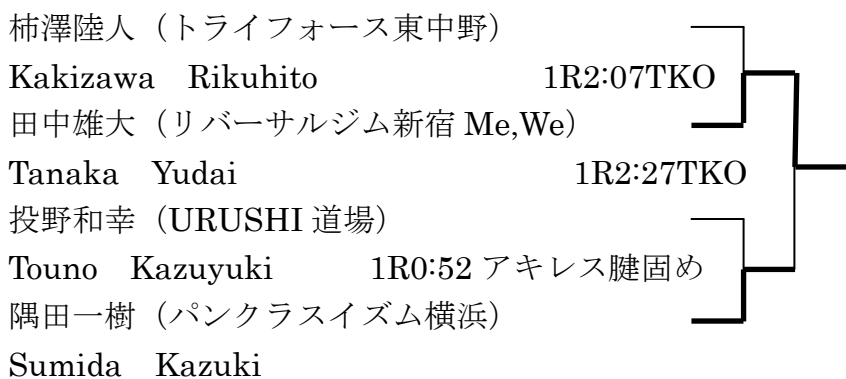 柿澤陸人（トライフォース東中野）
Kakizawa　Rikuhito　1R2:07TKO
田中雄大（リバーサルジム新宿 Me,We）
Tanaka　Yudai　1R2:27TKO
投野和幸（URUSHI 道場）
Touno　Kazuyuki　1R0:52 アキレス腱固め
隅田一樹（パンクラスイズム横浜）
Sumida　Kazuki